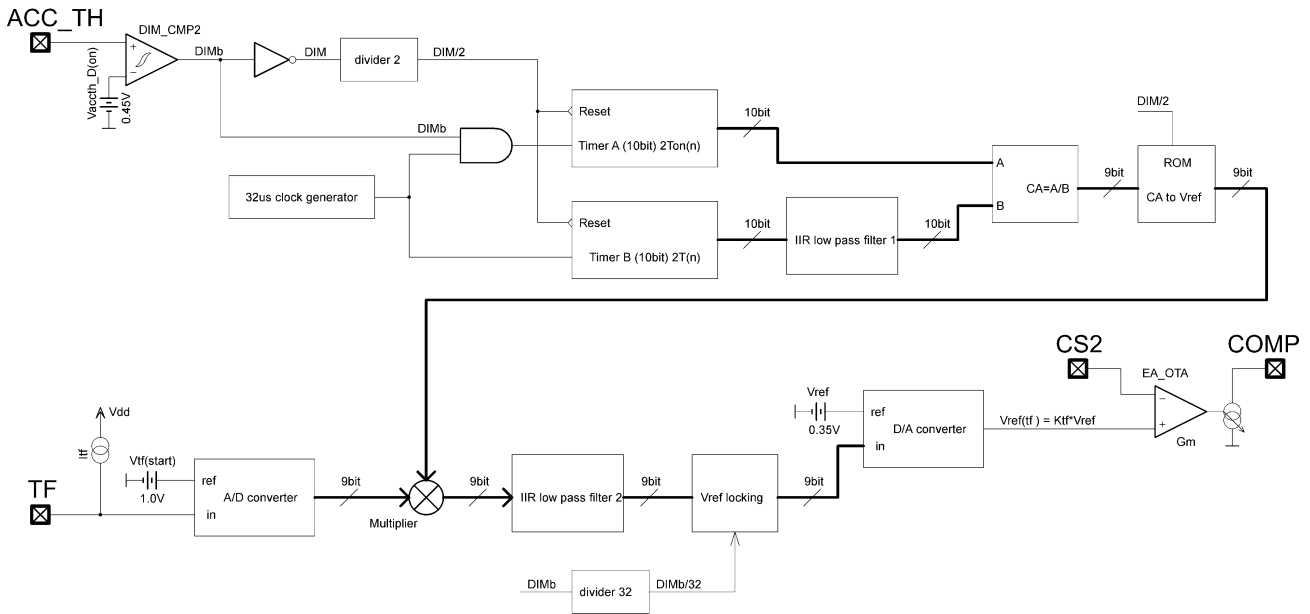 ACC_TH
DIM_CMP2
+
−
Vaccth_D(on)
0.45V
DIMb
DIM
divider 2
DIM/2
DIMb
32us clock generator
Reset
Timer A (10bit) 2Ton(n)
10bit
Reset
Timer B (10bit) 2T(n)
10bit
IIR low pass filter 1
10bit
A
CA=A/B
B
9bit
DIM/2
ROM
CA to Vref
9bit
CS2
COMP
EA_OTA
−
+
Gm
Vref
0.35V
ref
D/A converter
in
Vref(tf ) = Ktf*Vref
Vdd
Itf
Vtf(start)
1.0V
TF
ref
A/D converter
in
9bit
Multiplier
9bit
IIR low pass filter 2
9bit
Vref locking
9bit
DIMb
divider 32
DIMb/32